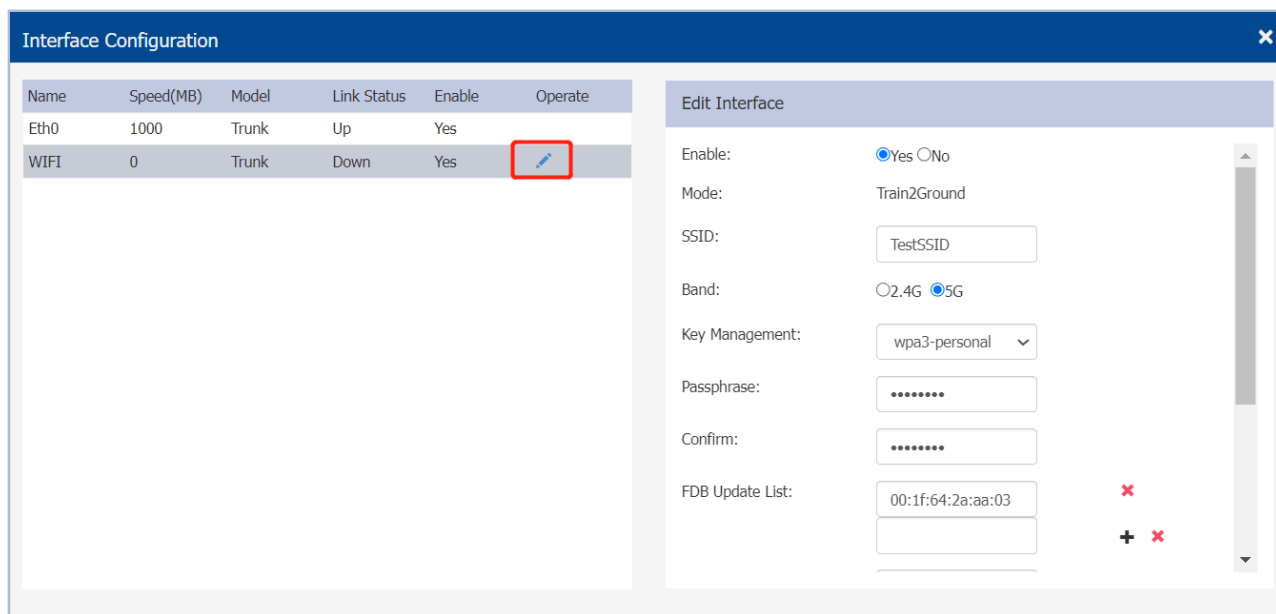 Interface Configuration
Name Speed(MB) Model Link Status Enable Operate
Eth0 1000 Trunk Up Yes
WIFI 0 Trunk Down Yes
Edit Interface
Enable: Yes No
Mode: Train2Ground
SSID: TestSSID
Band: 2.4G 5G
Key Management: wpa3-personal
Passphrase: ••••••••
Confirm: ••••••••
FDB Update List: 00:1f:64:2a:aa:03